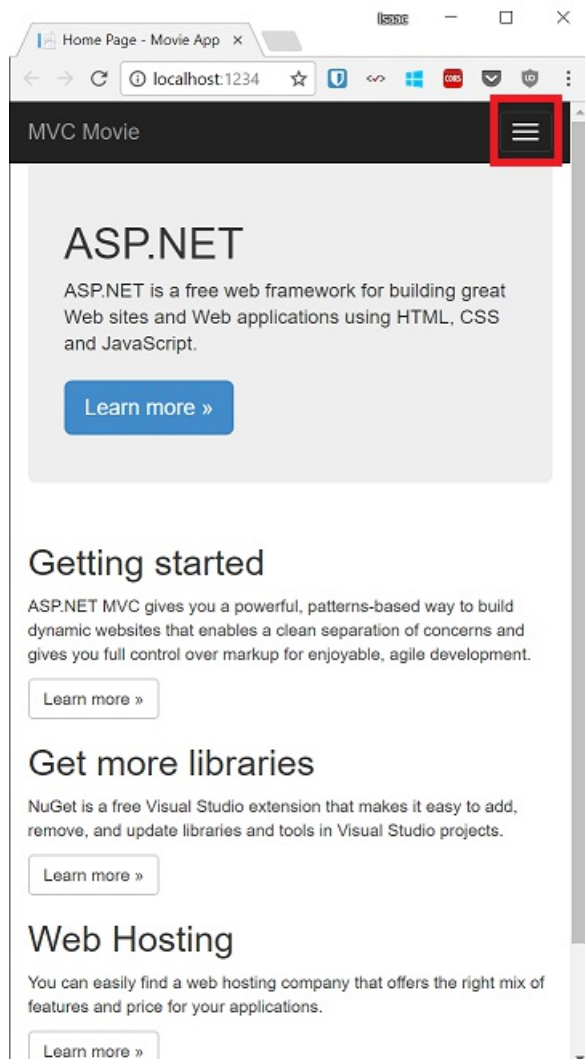 Isaac
Home Page - Movie App
localhost:1234
CORS
MVC Movie
ASP.NET
ASP.NET is a free web framework for building great
Web sites and Web applications using HTML, CSS
and JavaScript.
Learn more »
Getting started
ASP.NET MVC gives you a powerful, patterns-based way to build
dynamic websites that enables a clean separation of concerns and
gives you full control over markup for enjoyable, agile development.
Learn more »
Get more libraries
NuGet is a free Visual Studio extension that makes it easy to add,
remove, and update libraries and tools in Visual Studio projects.
Learn more »
Web Hosting
You can easily find a web hosting company that offers the right mix of
features and price for your applications.
Learn more »